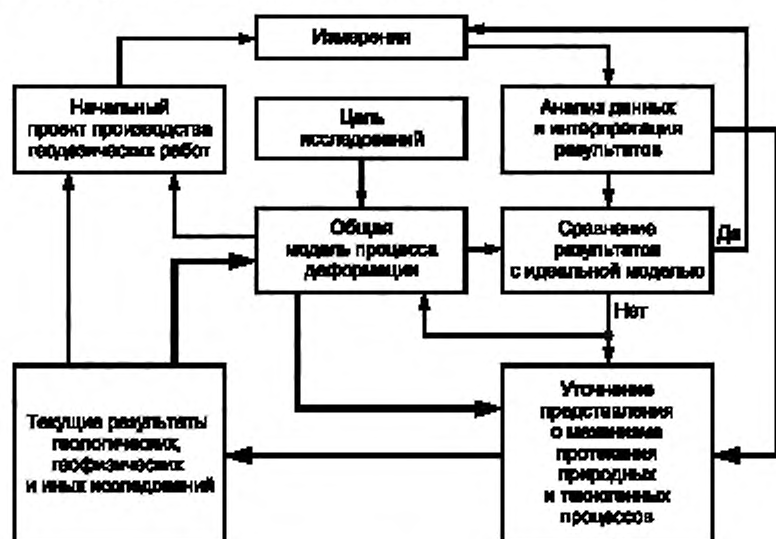 Измерения
Начальный
проект производства
геодезических работ
Цель
исследований
Анализ данных
и интерпретация
результатов
Общая
модель процесса
деформации
Сравнение
результатов
с идеальной моделью
Да
Нет
Текущие результаты
геологических,
геофизических
и иных исследований
Уточнение
представления
о механизме
протекания
природных
и техногенных
процессов